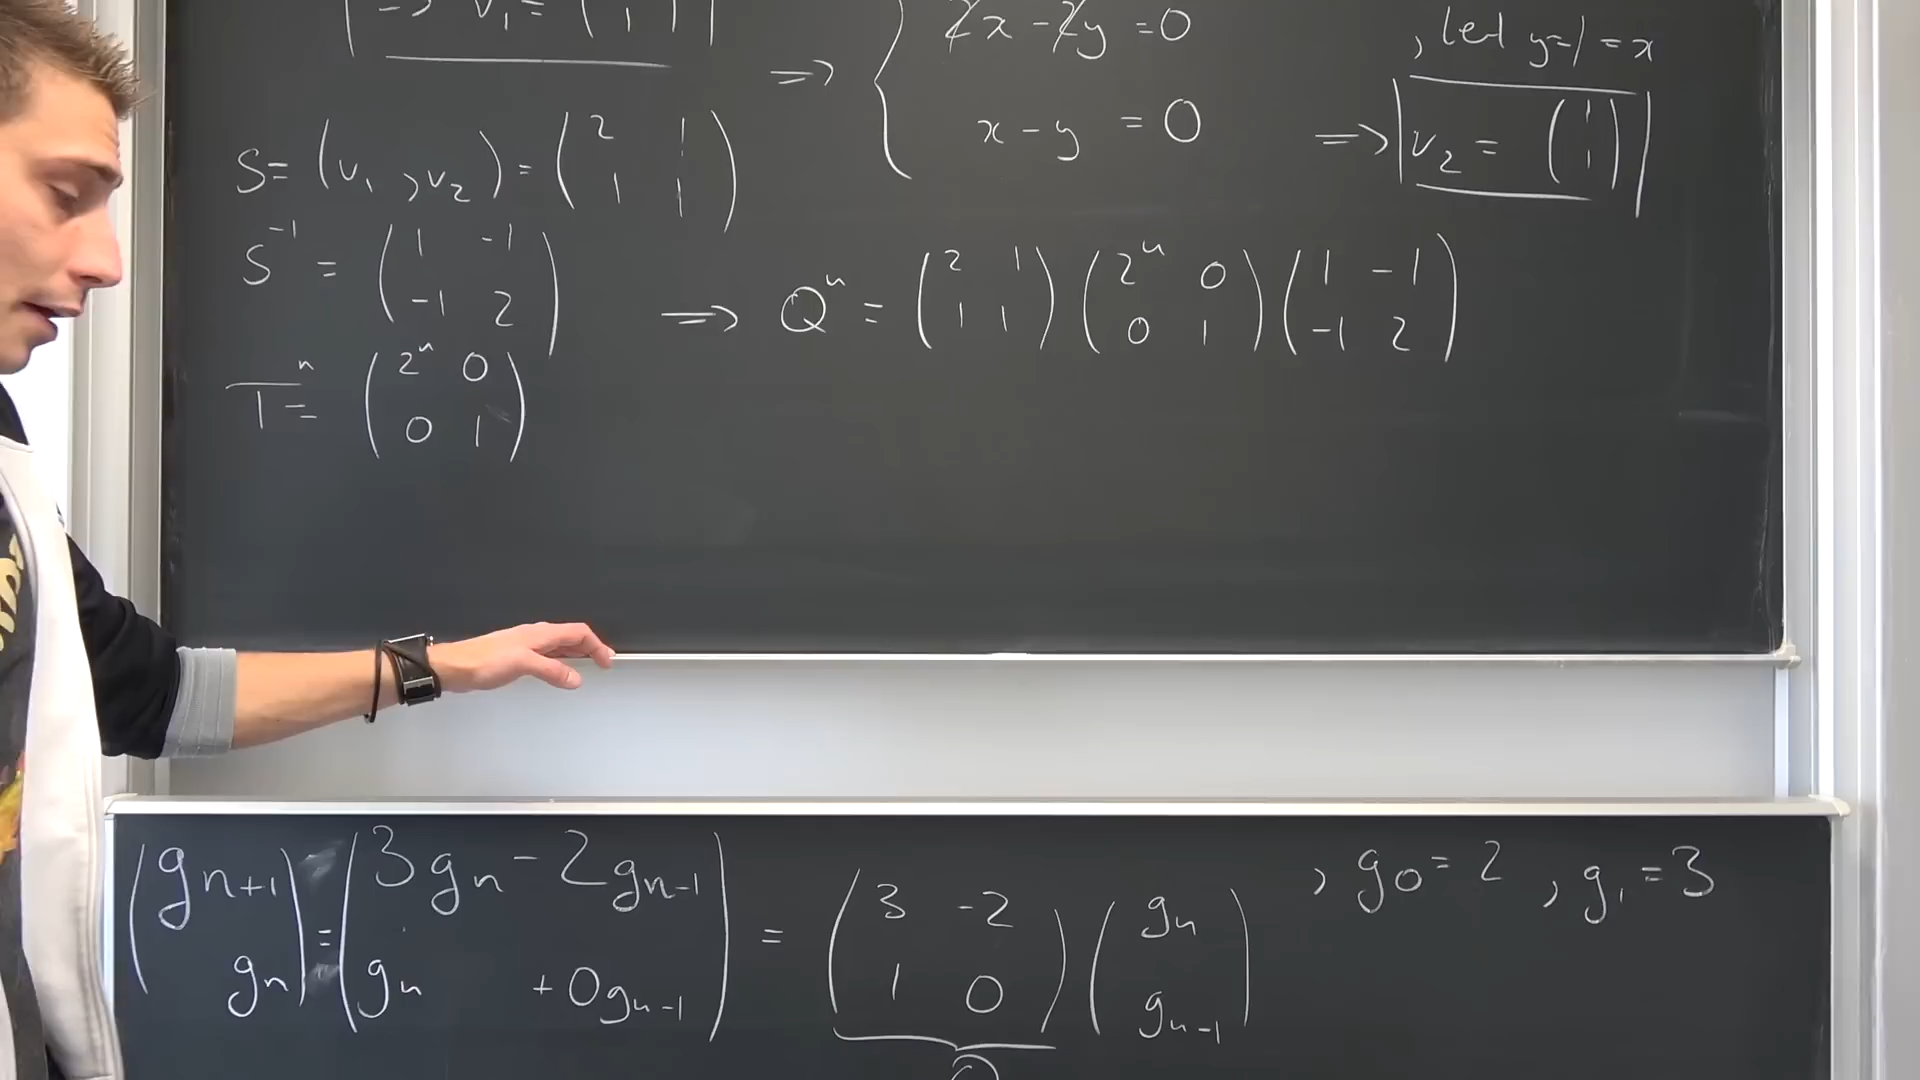 => v₁ = ( 1 )
{ 2x - 2y = 0
=>
x - y = 0
, let y=1=x
=> v₂ = ( 1 1 )
S = (v₁, v₂) = ( 2 1
1 1 )
S⁻¹ = ( 1 -1
-1 2 )
Tⁿ = ( 2ⁿ 0
0 1 )
=> Qⁿ = ( 2 1 ) ( 2ⁿ 0 ) ( 1 -1 )
( 1 1 ) ( 0 1 ) ( -1 2 )
( gₙ₊₁ ) = ( 3gₙ - 2gₙ₋₁ ) = ( 3 -2 ) ( gₙ ) , g₀ = 2 , g₁ = 3
( gₙ ) ( gₙ + 0gₙ₋₁ ) ( 1 0 ) ( gₙ₋₁ )